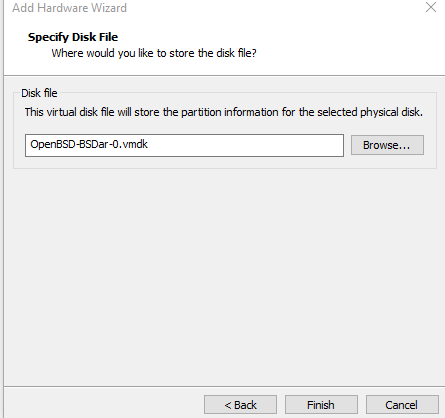 Add Hardware Wizard
Specify Disk File
Where would you like to store the disk file?
Disk file
This virtual disk file will store the partition information for the selected physical disk.
OpenBSD-BSDar-0.vmdk
Browse...
< Back
Finish
Cancel